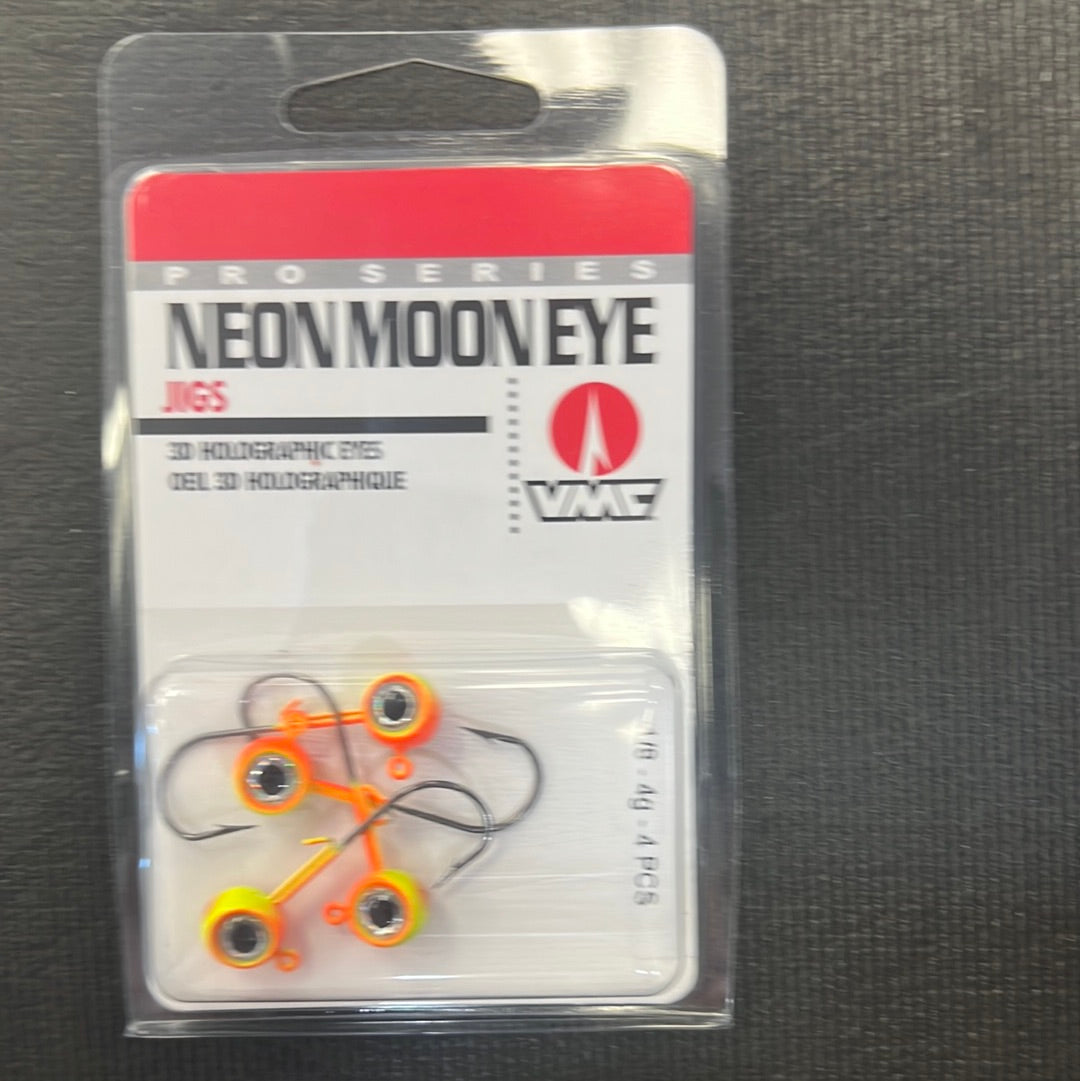 PRO SERIES
NEON MOON EYE
JIGS
3D HOLOGRAPHIC EYES
OEIL 3D HOLOGRAPHIQUE
VMC
1/8 - 4g - 4 PCS